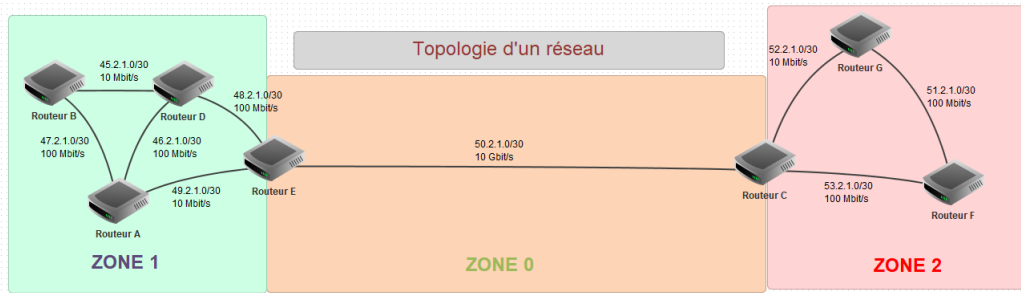 Topologie d'un réseau
45.2.1.0/30
10 Mbit/s
Routeur B
Routeur D
48.2.1.0/30
100 Mbit/s
47.2.1.0/30
100 Mbit/s
46.2.1.0/30
100 Mbit/s
49.2.1.0/30
10 Mbit/s
Routeur A
Routeur E
ZONE 1
50.2.1.0/30
10 Gbit/s
ZONE 0
52.2.1.0/30
10 Mbit/s
Routeur G
51.2.1.0/30
100 Mbit/s
Routeur C
53.2.1.0/30
100 Mbit/s
Routeur F
ZONE 2